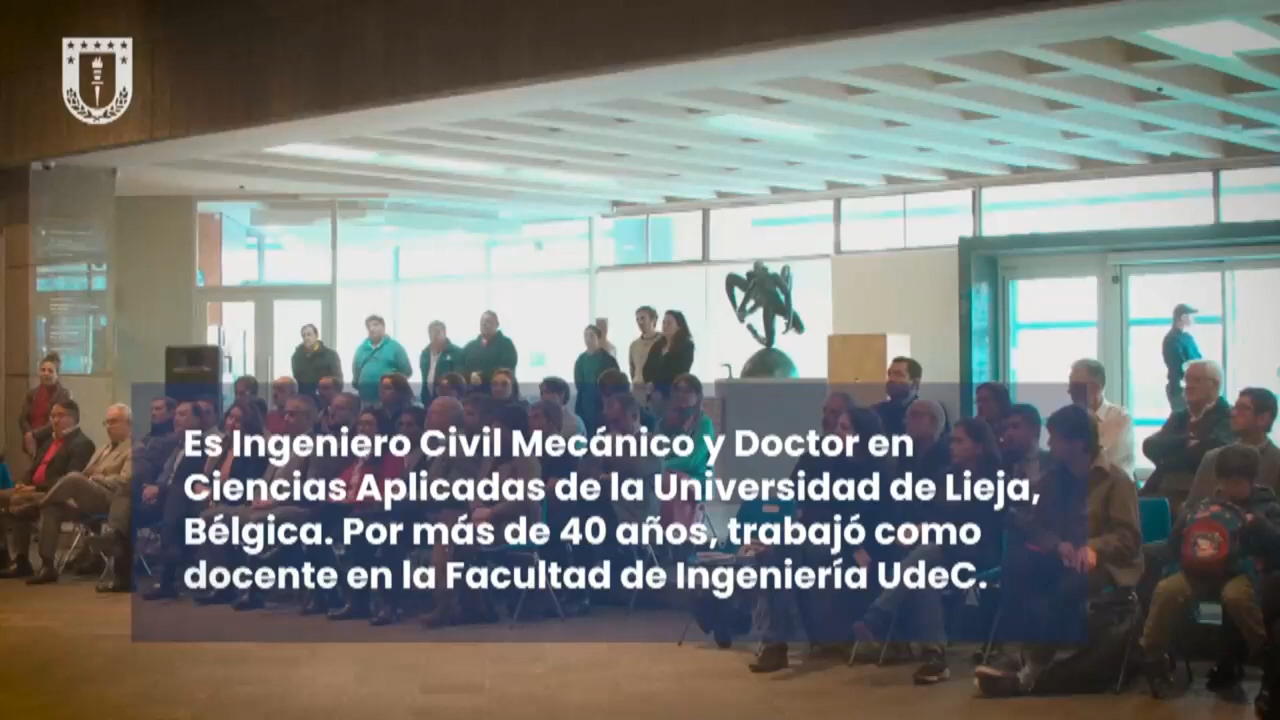 Es Ingeniero Civil Mecánico y Doctor en
Ciencias Aplicadas de la Universidad de Lieja,
Bélgica. Por más de 40 años, trabajó como
docente en la Facultad de Ingeniería UdeC.